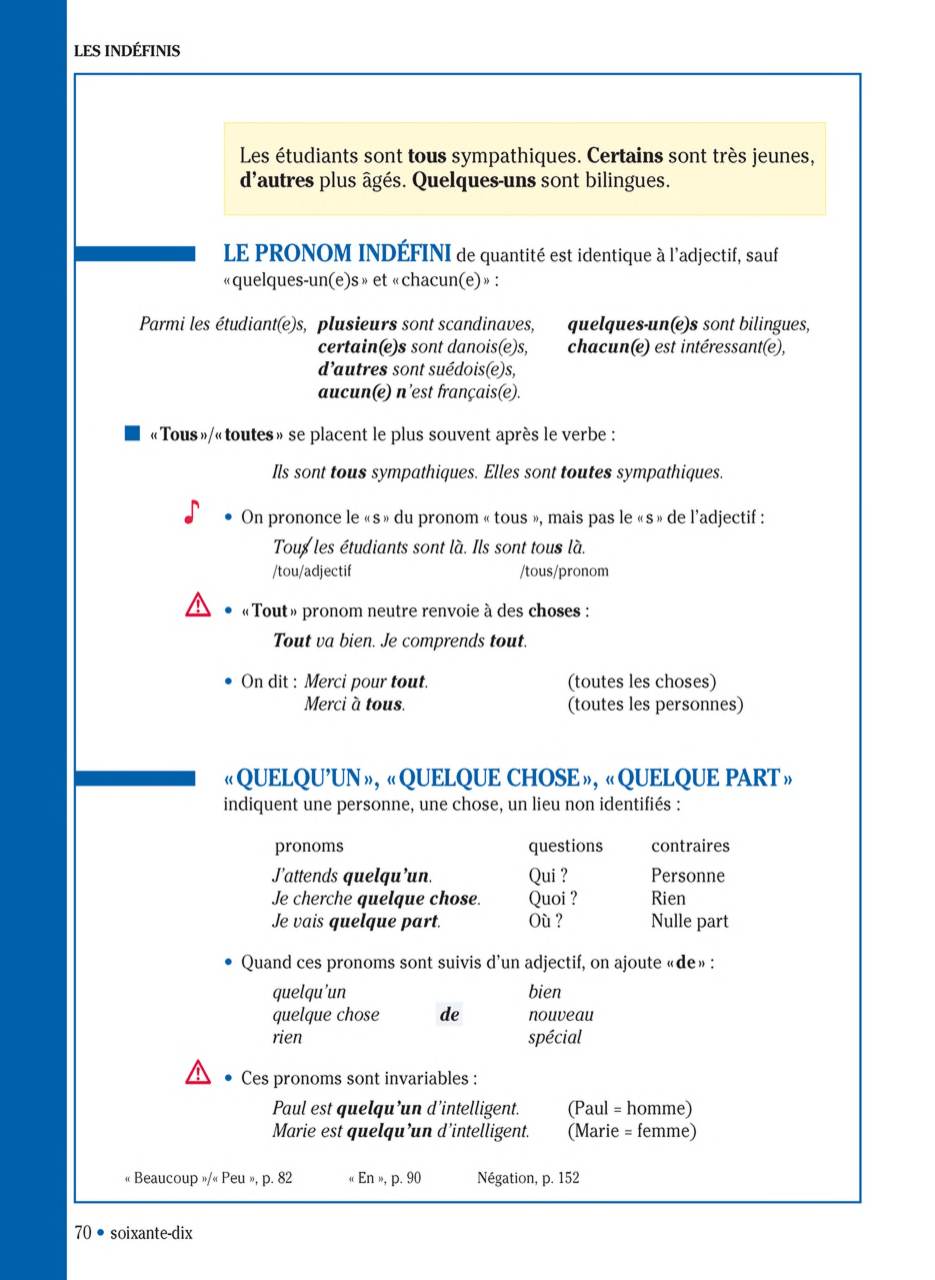 LES INDÉFINIS
Les étudiants sont tous sympathiques. Certains sont très jeunes,
d’autres plus âgés. Quelques-uns sont bilingues.
LE PRONOM INDÉFINI de quantité est identique à l’adjectif, sauf
«quelques-un(e)s» et «chacun(e)» :
Parmi les étudiant(e)s, plusieurs sont scandinaves, quelques-un(e)s sont bilingues,
certain(e)s sont danois(e)s, chacun(e) est intéressant(e),
d’autres sont suédois(e)s,
aucun(e) n’est français(e).
«Tous»/«toutes» se placent le plus souvent après le verbe :
Ils sont tous sympathiques. Elles sont toutes sympathiques.
• On prononce le «s» du pronom « tous », mais pas le «s» de l’adjectif :
Tous les étudiants sont là. Ils sont tous là.
/tou/adjectif /tous/pronom
• «Tout» pronom neutre renvoie à des choses :
Tout va bien. Je comprends tout.
• On dit : Merci pour tout. (toutes les choses)
Merci à tous. (toutes les personnes)
«QUELQU’UN», «QUELQUE CHOSE», «QUELQUE PART»
indiquent une personne, une chose, un lieu non identifiés :
pronoms questions contraires
J’attends quelqu’un. Qui ? Personne
Je cherche quelque chose. Quoi ? Rien
Je vais quelque part. Où ? Nulle part
• Quand ces pronoms sont suivis d’un adjectif, on ajoute «de» :
quelqu’un bien
quelque chose de nouveau
rien spécial
• Ces pronoms sont invariables :
Paul est quelqu’un d’intelligent. (Paul = homme)
Marie est quelqu’un d’intelligent. (Marie = femme)
« Beaucoup »/« Peu », p. 82 « En », p. 90 Négation, p. 152
70 • soixante-dix